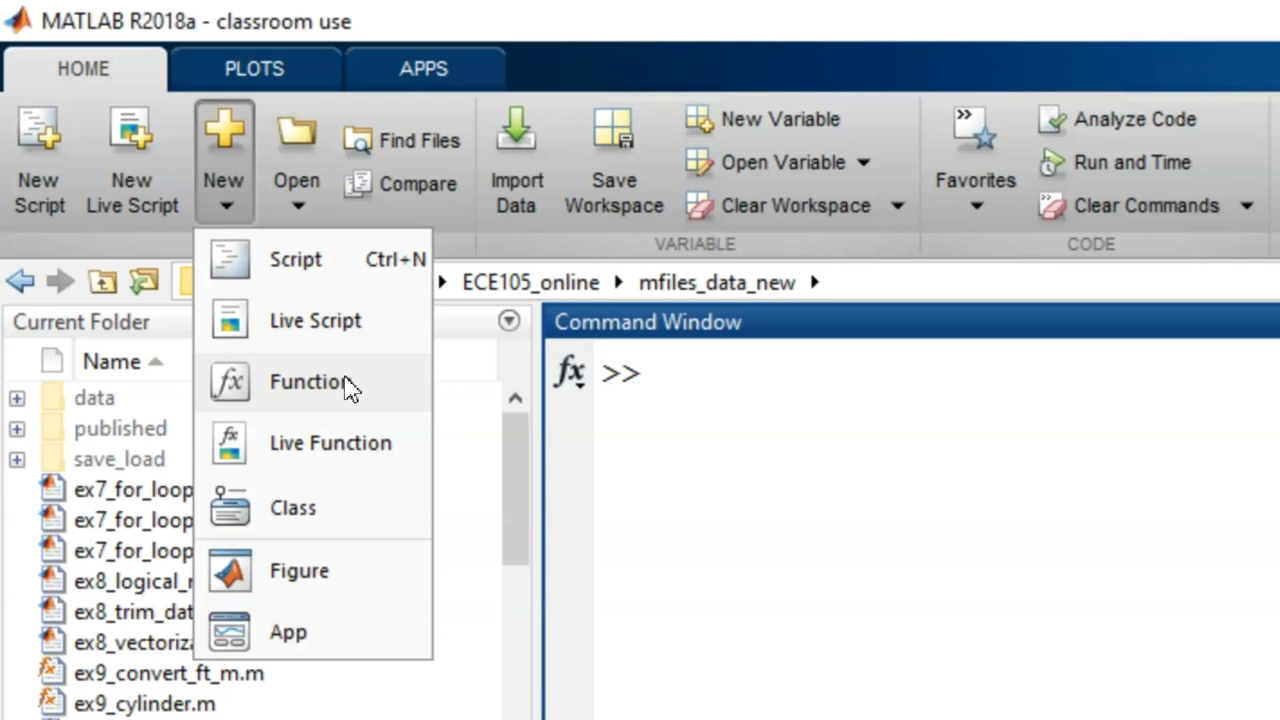 MATLAB R2018a - classroom use
HOME
PLOTS
APPS
New Script
New Live Script
New
Open
Find Files
Compare
Import Data
Save Workspace
New Variable
Open Variable
Clear Workspace
VARIABLE
Favorites
Analyze Code
Run and Time
Clear Commands
CODE
ECE105_online
mfiles_data_new
Script Ctrl+N
Live Script
Function
Live Function
Class
Figure
App
Current Folder
Name
data
published
save_load
ex7_for_loop
ex7_for_loop
ex7_for_loop
ex8_logical_
ex8_trim_dat
ex8_vectoriz
ex9_convert_ft_m.m
ex9_cylinder.m
Command Window
fx >>